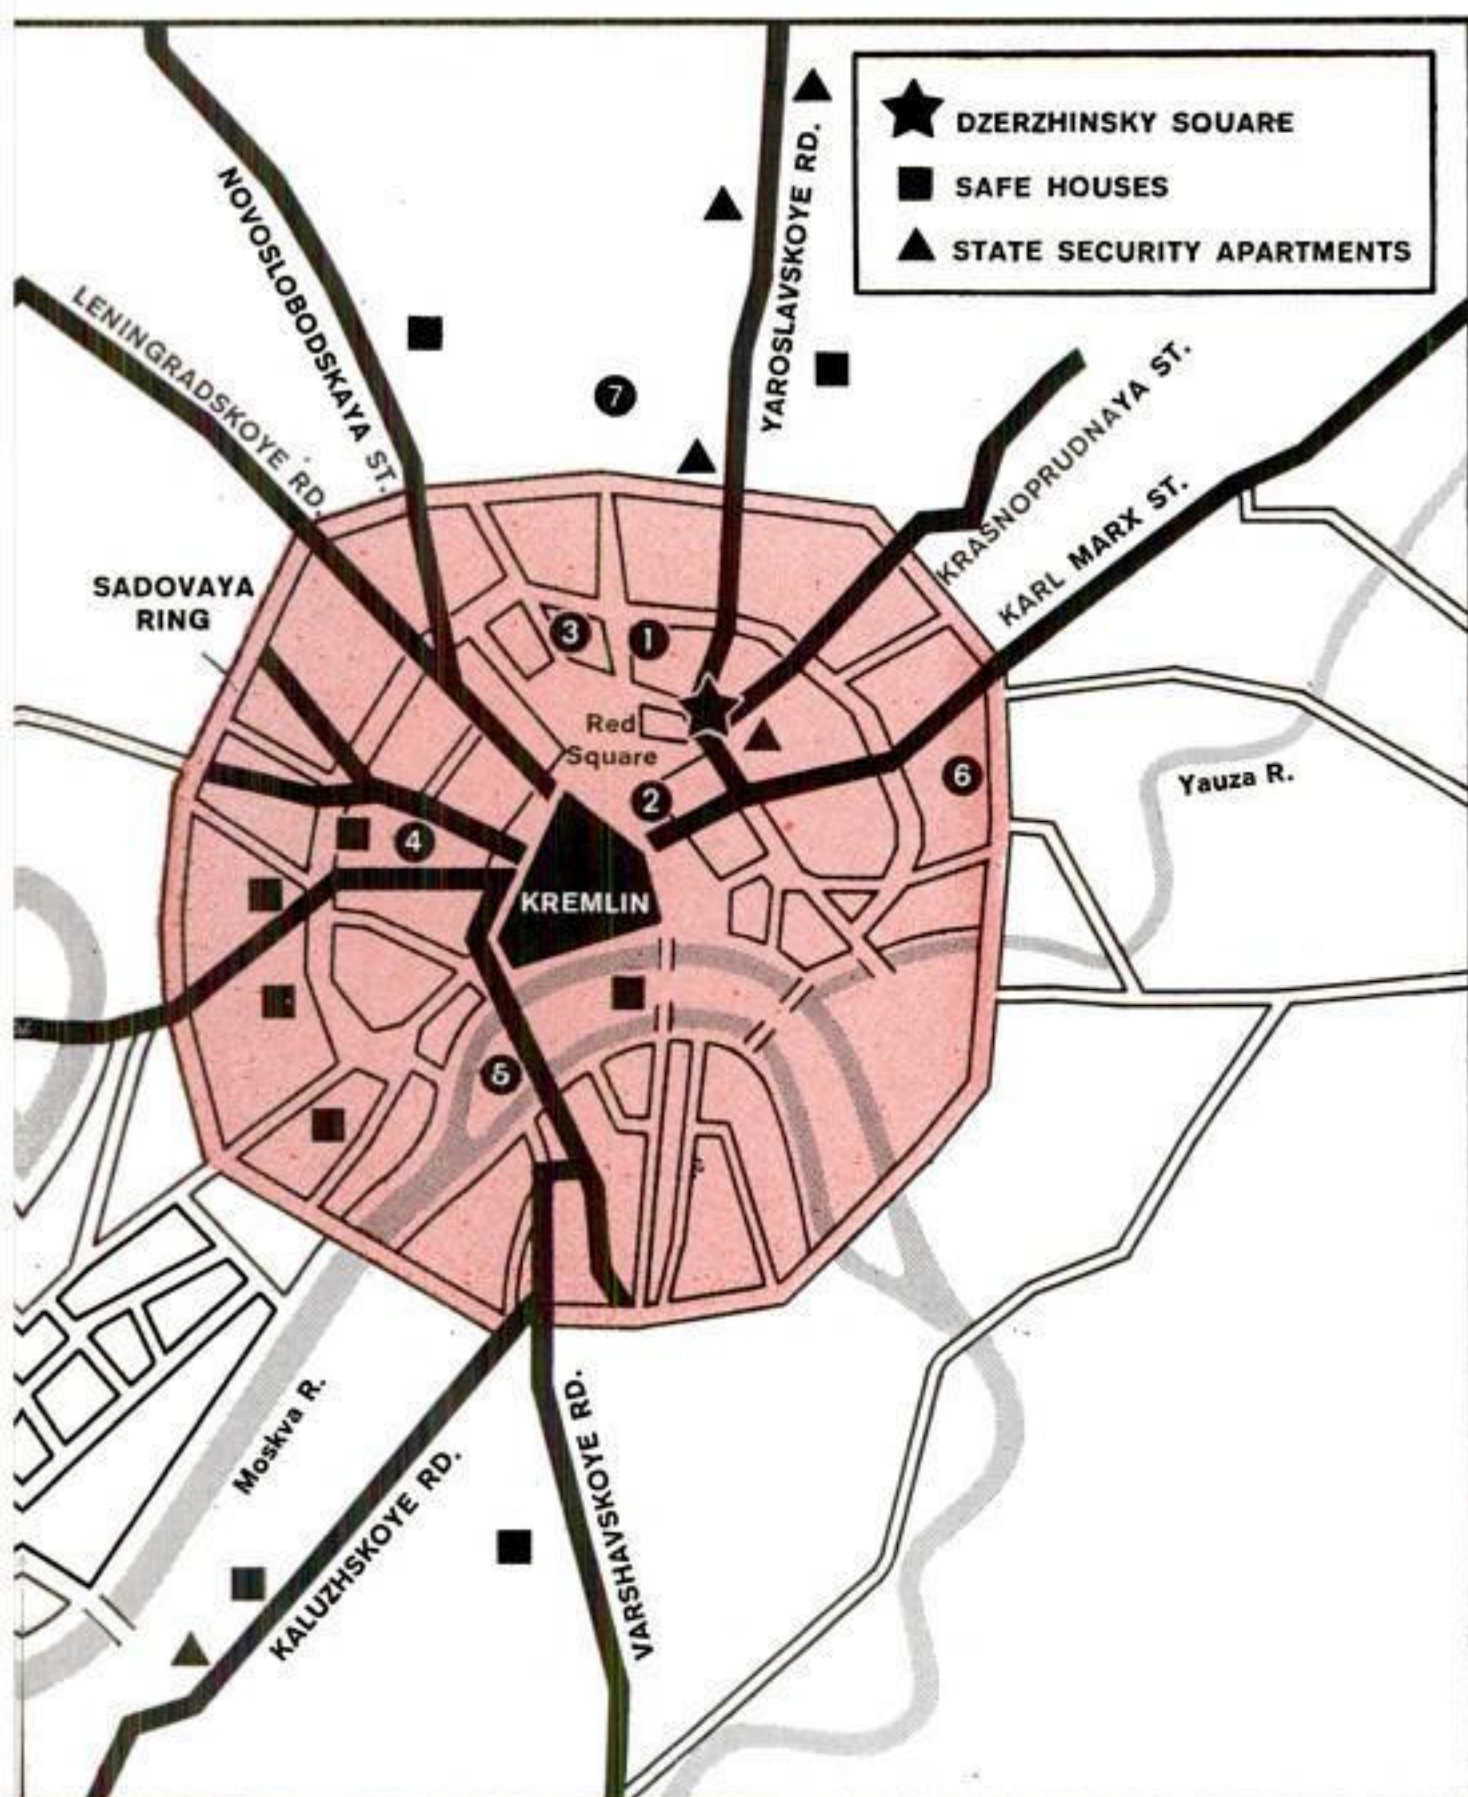 DZERZHINSKY SQUARE
SAFE HOUSES
STATE SECURITY APARTMENTS
NOVOSLOBODSKAYA ST.
LENINGRADSKOYE RD.
YAROSLAVSKOYE RD.
KRASNOPRUDNAYA ST.
KARL MARX ST.
7
SADOVAYA
RING
3
1
Red
Square
2
6
Yauza R.
4
KREMLIN
5
Moskva R.
KALUZHSKOYE RD.
VARSHAVSKOYE RD.